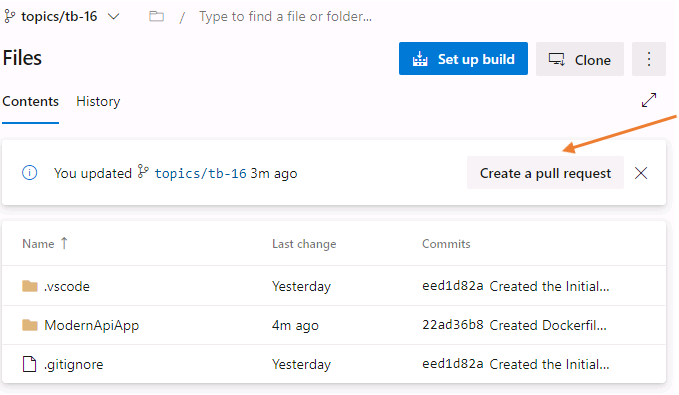 topics/tb-16 / Type to find a file or folder...
Files Set up build Clone
Contents History
You updated topics/tb-16 3m ago Create a pull request
Name ↑ Last change Commits
.vscode Yesterday eed1d82a Created the Initial...
ModernApiApp 4m ago 22ad36b8 Created Dockerfil...
.gitignore Yesterday eed1d82a Created the Initial...